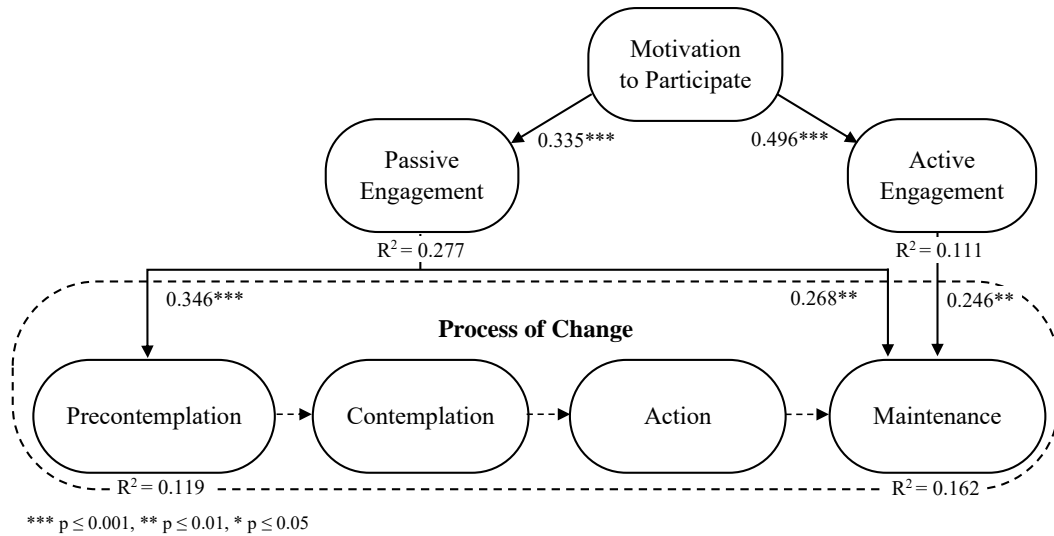 Motivation
to Participate
0.335***
0.496***
Passive
Engagement
Active
Engagement
R² = 0.277
R² = 0.111
0.346***
0.268**
0.246**
Process of Change
Precontemplation
Contemplation
Action
Maintenance
R² = 0.119
R² = 0.162
*** p ≤ 0.001, ** p ≤ 0.01, * p ≤ 0.05